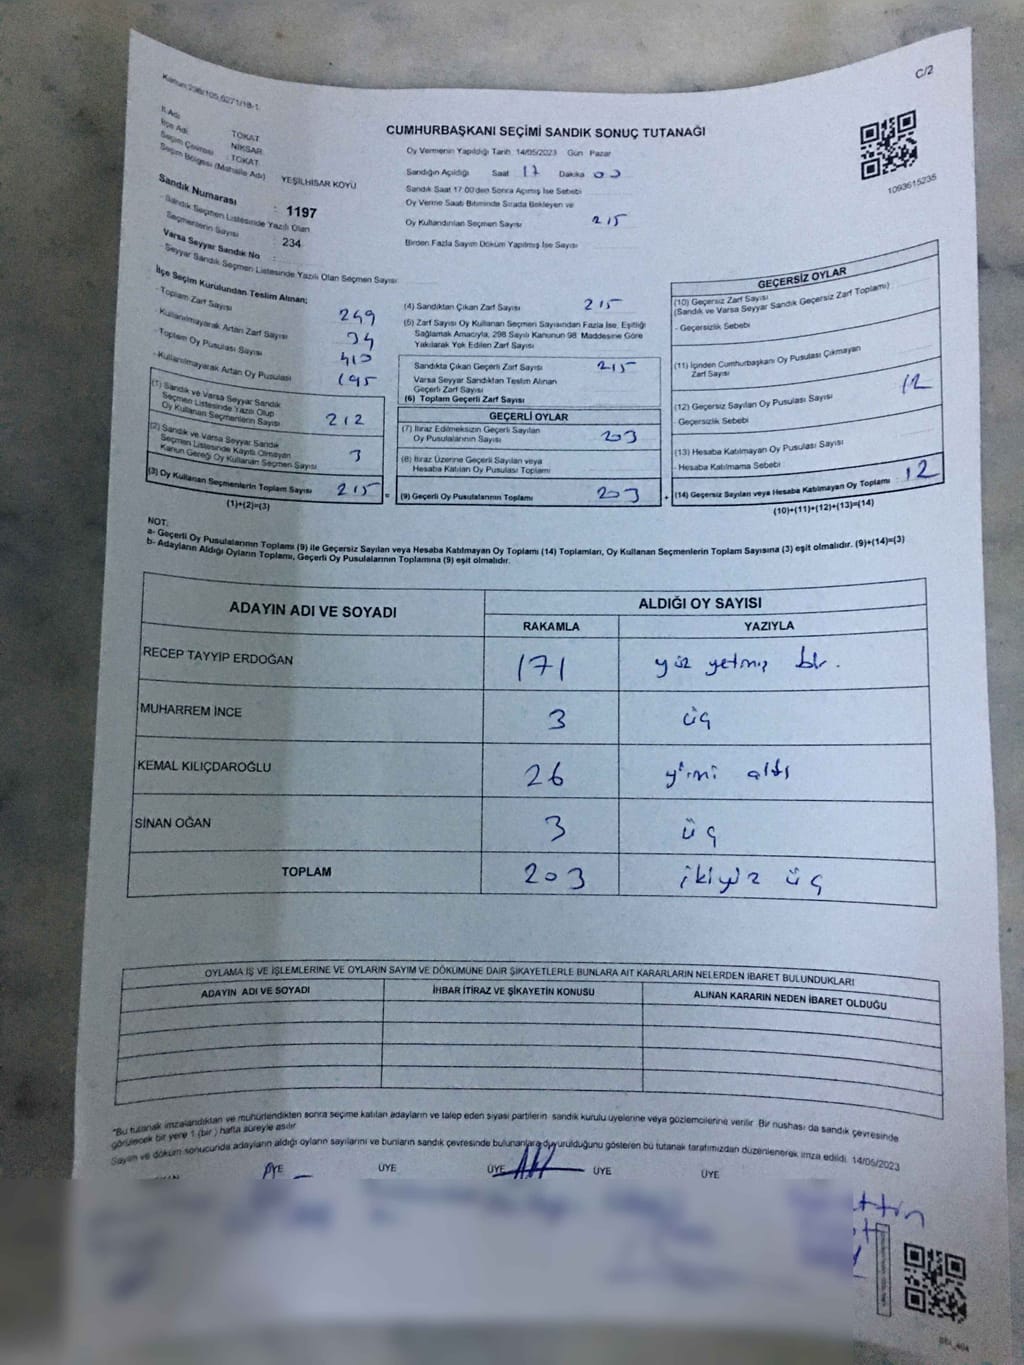 C/2
Kanun:298/105,6271/18-1
İl Adı TOKAT
İlçe Adı NİKSAR
Seçim Çevresi : TOKAT
Seçim Bölgesi (Mahalle Adı) YEŞİLHİSAR KÖYÜ
Sandık Numarası : 1197
- Sandık Seçmen Listesinde Yazılı Olan
Seçmenlerin Sayısı : 234
Varsa Seyyar Sandık No :
- Seyyar Sandık Seçmen Listesinde Yazılı Olan Seçmen Sayısı:
CUMHURBAŞKANI SEÇİMİ SANDIK SONUÇ TUTANAĞI
Oy Vermenin Yapıldığı Tarih 14/05/2023 Gün Pazar
Sandığın Açıldığı Saat 17 Dakika 00
Sandık Saat 17.00'den Sonra Açılmış İse Sebebi
Oy Verme Saati Bitiminde Sırada Bekleyen ve
Oy Kullandırılan Seçmen Sayısı 215
Birden Fazla Sayım Döküm Yapılmış İse Sayısı
1093615235
İlçe Seçim Kurulundan Teslim Alınan;
- Toplam Zarf Sayısı 249
- Kullanılmayarak Artan Zarf Sayısı 34
- Toplam Oy Pusulası Sayısı 410
- Kullanılmayarak Artan Oy Pusulası 195
(1) Sandık ve Varsa Seyyar Sandık
Seçmen Listesinde Yazılı Olup
Oy Kullanan Seçmenlerin Sayısı 212
(2) Sandık ve Varsa Seyyar Sandık
Seçmen Listesinde Kayıtlı Olmayan
Kanun Gereği Oy Kullanan Seçmen Sayısı 3
(3) Oy Kullanan Seçmenlerin Toplam Sayısı 215 =
(1)+(2)=(3)
(4) Sandıktan Çıkan Zarf Sayısı 215
(5) Zarf Sayısı Oy Kullanan Seçmen Sayısından Fazla İse, Eşitliği
Sağlamak Amacıyla, 298 Sayılı Kanunun 98. Maddesine Göre
Yakılarak Yok Edilen Zarf Sayısı
Sandıkta Çıkan Geçerli Zarf Sayısı 215
Varsa Seyyar Sandıktan Teslim Alınan
Geçerli Zarf Sayısı
(6) Toplam Geçerli Zarf Sayısı
GEÇERLİ OYLAR
(7) İtiraz Edilmeksizin Geçerli Sayılan
Oy Pusulalarının Sayısı 203
(8) İtiraz Üzerine Geçerli Sayılan veya
Hesaba Katılan Oy Pusulası Toplamı
(9) Geçerli Oy Pusulalarının Toplamı 203 +
GEÇERSİZ OYLAR
(10) Geçersiz Zarf Sayısı
(Sandık ve Varsa Seyyar Sandık Geçersiz Zarf Toplamı)
- Geçersizlik Sebebi
(11) İçinden Cumhurbaşkanı Oy Pusulası Çıkmayan
Zarf Sayısı
(12) Geçersiz Sayılan Oy Pusulası Sayısı 12
- Geçersizlik Sebebi
(13) Hesaba Katılmayan Oy Pusulası Sayısı
- Hesaba Katılmama Sebebi
(14) Geçersiz Sayılan veya Hesaba Katılmayan Oy Toplamı 12
(10)+(11)+(12)+(13)=(14)
NOT:
a- Geçerli Oy Pusulalarının Toplamı (9) ile Geçersiz Sayılan veya Hesaba Katılmayan Oy Toplamı (14) Toplamları, Oy Kullanan Seçmenlerin Toplam Sayısına (3) eşit olmalıdır. (9)+(14)=(3)
b- Adayların Aldığı Oyların Toplamı, Geçerli Oy Pusulalarının Toplamına (9) eşit olmalıdır.
ADAYIN ADI VE SOYADI ALDIĞI OY SAYISI
RAKAMLA YAZIYLA
RECEP TAYYİP ERDOĞAN 171 yüz yetmiş bir.
MUHARREM İNCE 3 üç
KEMAL KILIÇDAROĞLU 26 yirmi altı
SİNAN OĞAN 3 üç
TOPLAM 203 ikiyüz üç
OYLAMA İŞ VE İŞLEMLERİNE VE OYLARIN SAYIM VE DÖKÜMÜNE DAİR ŞİKAYETLERLE BUNLARA AİT KARARLARIN NELERDEN İBARET BULUNDUKLARI
ADAYIN ADI VE SOYADI İHBAR İTİRAZ VE ŞİKAYETİN KONUSU ALINAN KARARIN NEDEN İBARET OLDUĞU
*Bu tutanak imzalandıktan ve mühürlendikten sonra seçime katılan adayların ve talep eden siyasi partilerin sandık kurulu üyelerine veya gözlemcilerine verilir. Bir nüshası da sandık çevresinde
görülecek bir yere 1 (bir) hafta süreyle asılır.
Sayım ve döküm sonucunda adayların aldığı oyların sayılarını ve bunların sandık çevresinde bulunanlara duyurulduğunu gösteren bu tutanak tarafımızdan düzenlenerek imza edildi. 14/05/2023
ÜYE ÜYE ÜYE ÜYE ÜYE